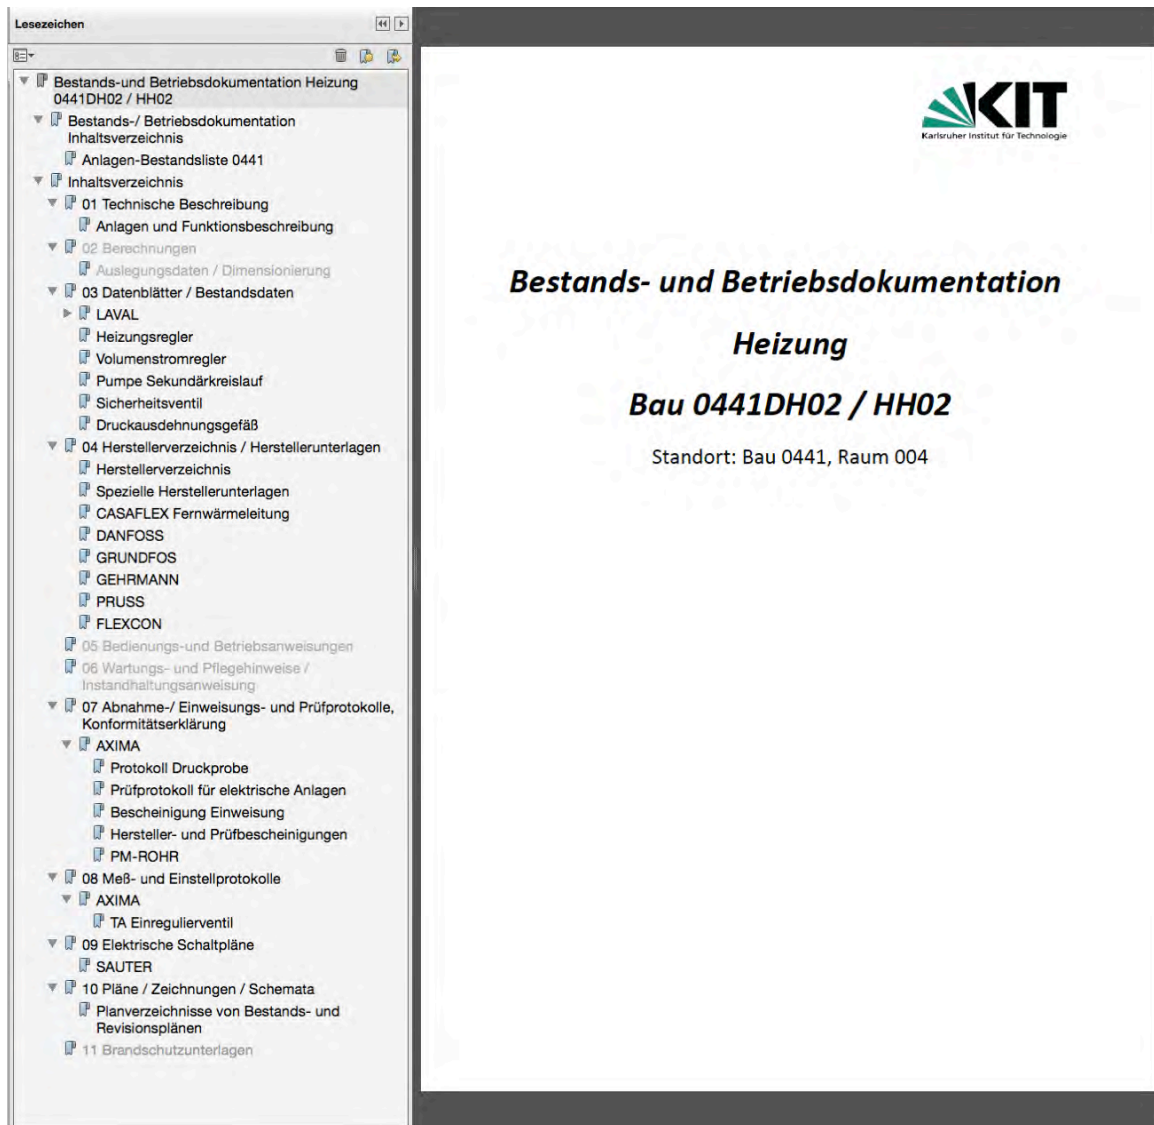 Lesezeichen
Bestands-und Betriebsdokumentation Heizung
0441DH02 / HH02
Bestands-/ Betriebsdokumentation
Inhaltsverzeichnis
Anlagen-Bestandsliste 0441
Inhaltsverzeichnis
01 Technische Beschreibung
Anlagen und Funktionsbeschreibung
02 Berechnungen
Auslegungsdaten / Dimensionierung
03 Datenblätter / Bestandsdaten
LAVAL
Heizungsregler
Volumenstromregler
Pumpe Sekundärkreislauf
Sicherheitsventil
Druckausdehnungsgefäß
04 Herstellerverzeichnis / Herstellerunterlagen
Herstellerverzeichnis
Spezielle Herstellerunterlagen
CASAFLEX Fernwärmeleitung
DANFOSS
GRUNDFOS
GEHRMANN
PRUSS
FLEXCON
05 Bedienungs-und Betriebsanweisungen
06 Wartungs- und Pflegehinweise /
Instandhaltungsanweisung
07 Abnahme-/ Einweisungs- und Prüfprotokolle,
Konformitätserklärung
AXIMA
Protokoll Druckprobe
Prüfprotokoll für elektrische Anlagen
Bescheinigung Einweisung
Hersteller- und Prüfbescheinigungen
PM-ROHR
08 Meß- und Einstellprotokolle
AXIMA
TA Einregulierventil
09 Elektrische Schaltpläne
SAUTER
10 Pläne / Zeichnungen / Schemata
Planverzeichnisse von Bestands- und
Revisionsplänen
11 Brandschutzunterlagen
KIT
Karlsruher Institut für Technologie
Bestands- und Betriebsdokumentation
Heizung
Bau 0441DH02 / HH02
Standort: Bau 0441, Raum 004